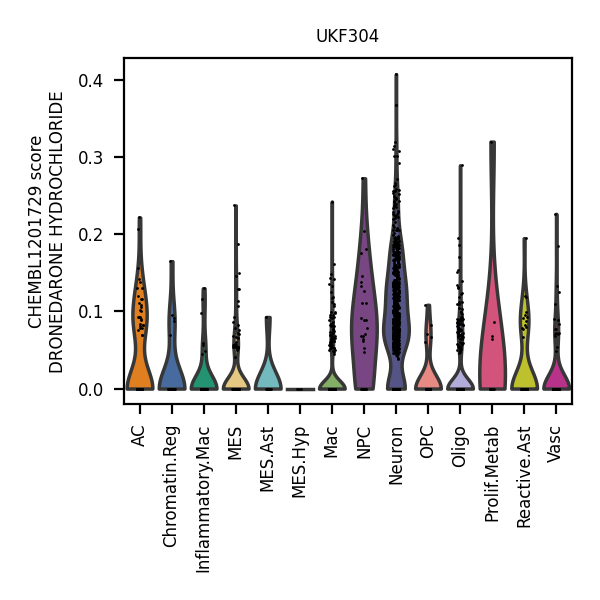 UKF304
CHEMBL1201729 score
DRONEDARONE HYDROCHLORIDE
0.4
0.3
0.2
0.1
0.0
AC
Chromatin.Reg
Inflammatory.Mac
MES
MES.Ast
MES.Hyp
Mac
NPC
Neuron
OPC
Oligo
Prolif.Metab
Reactive.Ast
Vasc